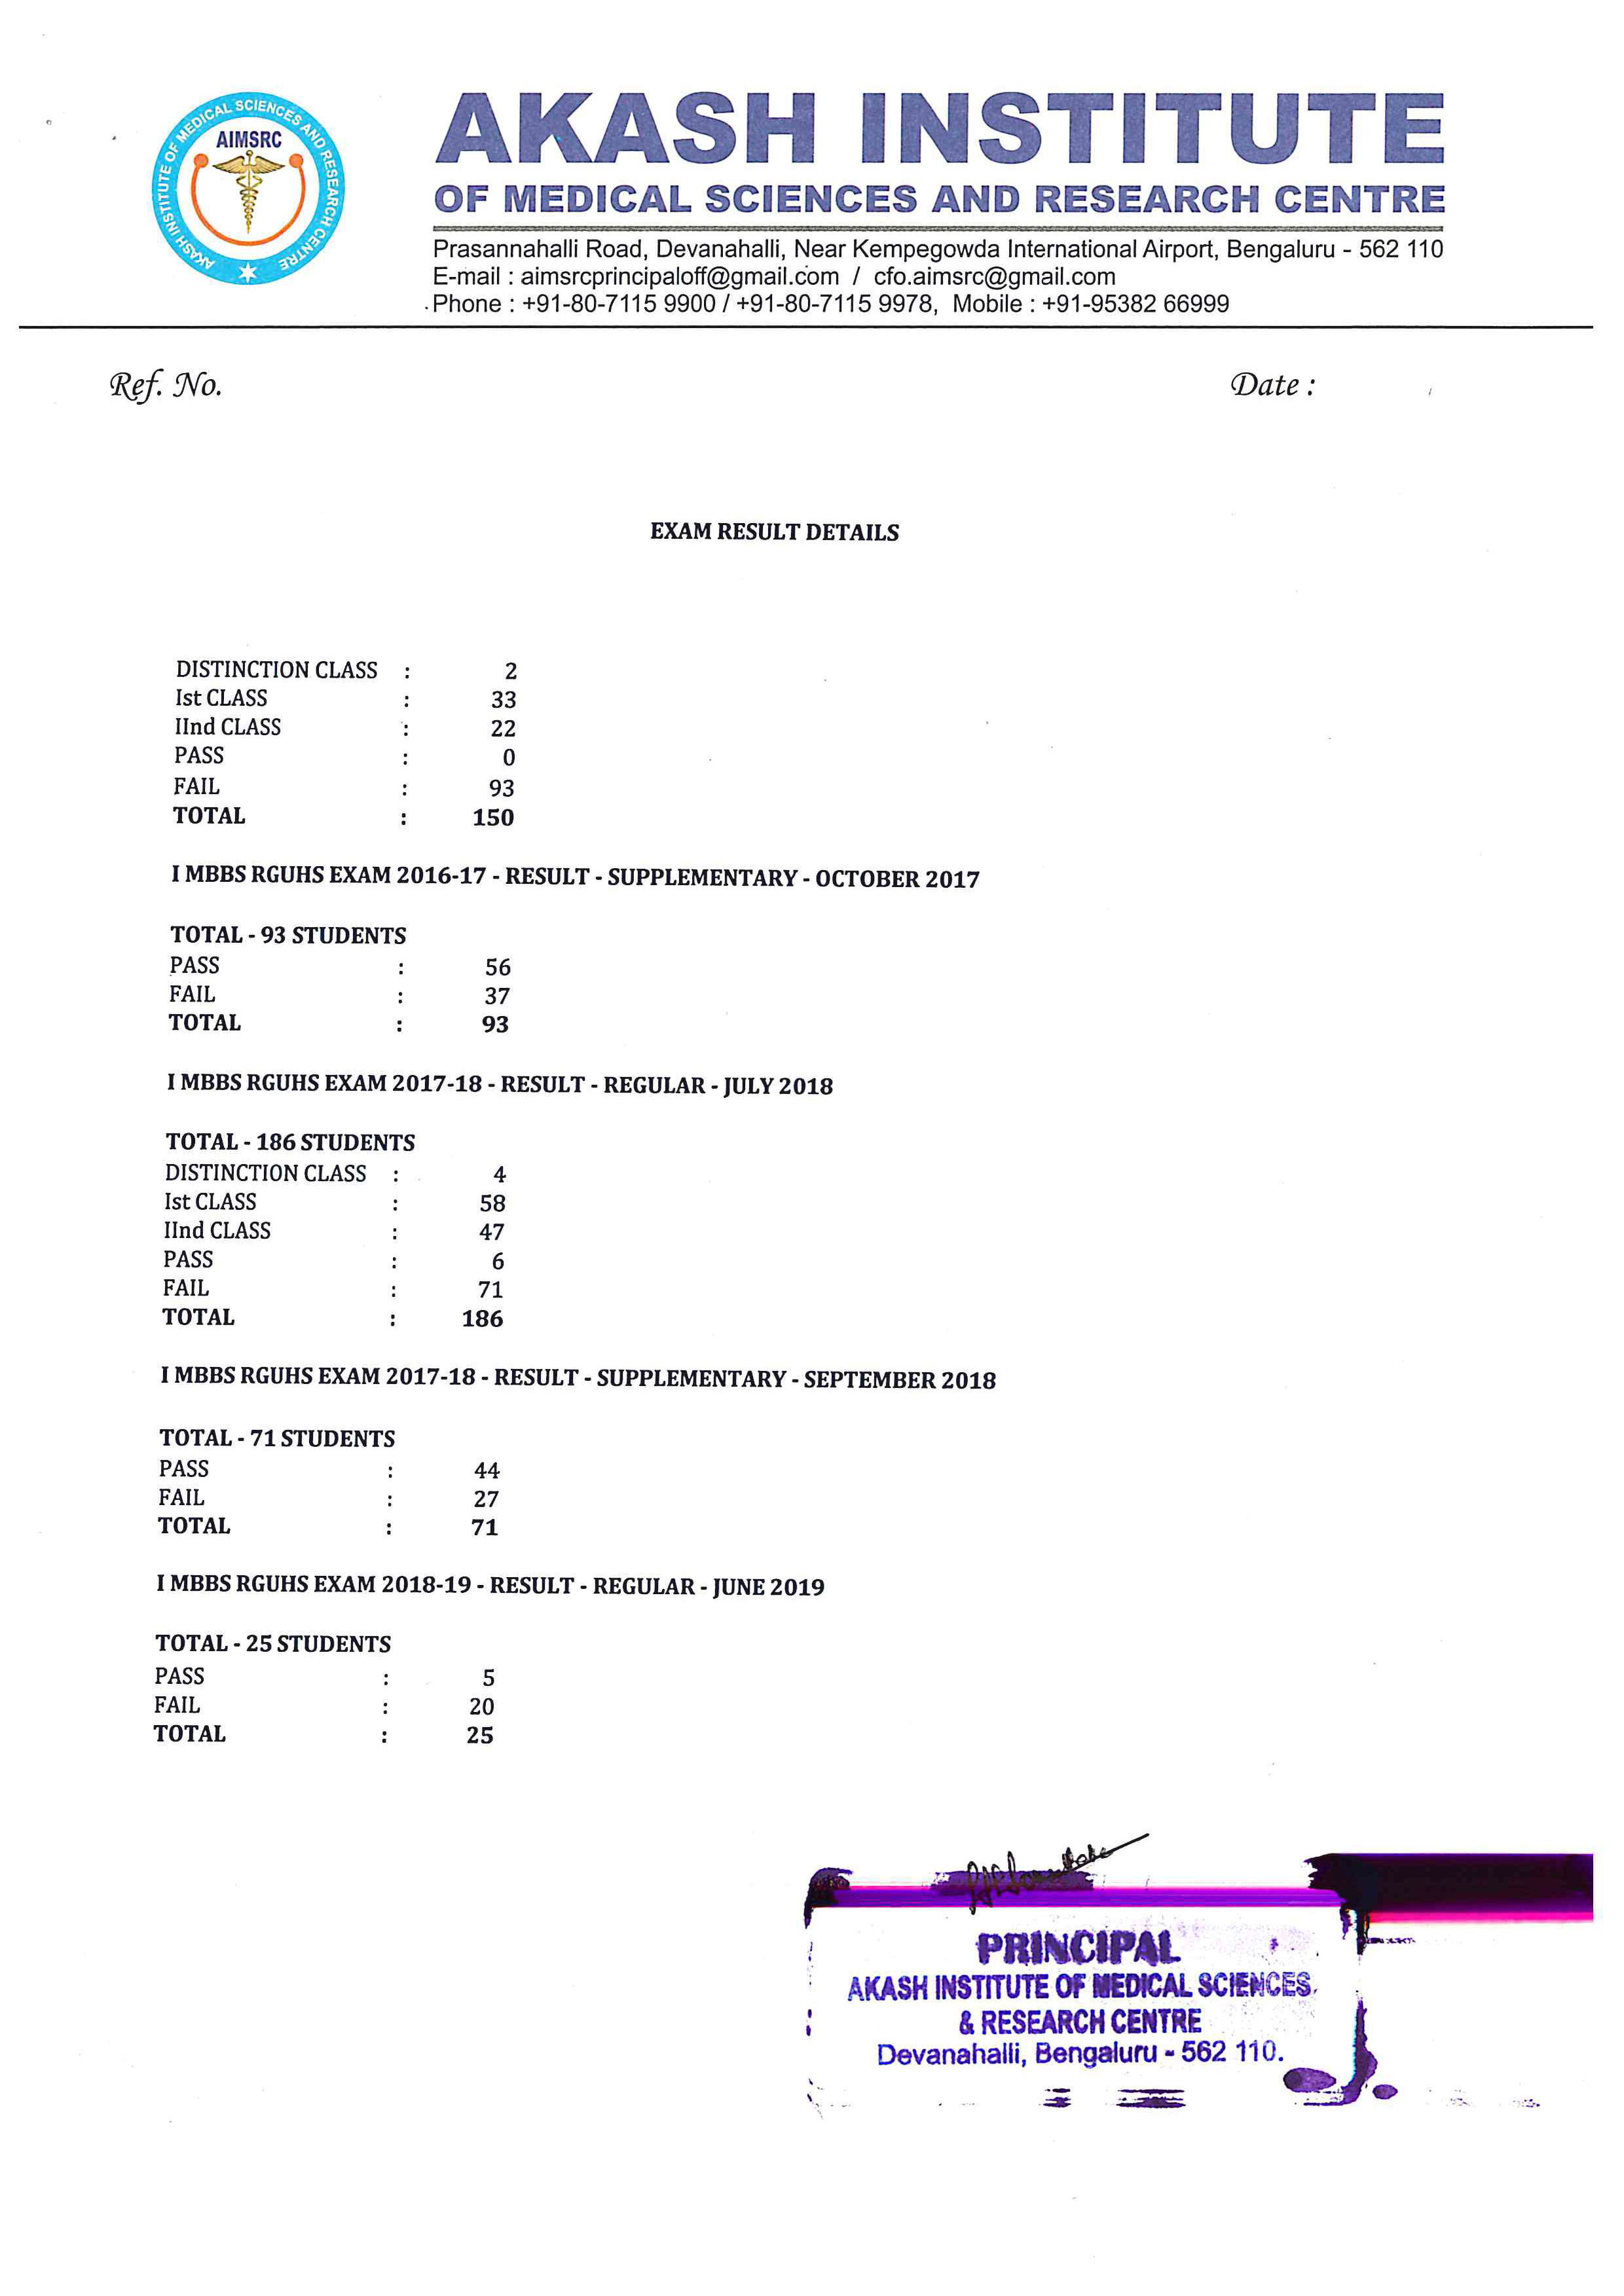 AKASH INSTITUTE OF MEDICAL SCIENCES AND RESEARCH CENTRE
AIMSRC
AKASH INSTITUTE
OF MEDICAL SCIENCES AND RESEARCH CENTRE
Prasannahalli Road, Devanahalli, Near Kempegowda International Airport, Bengaluru - 562 110
E-mail : aimsrcprincipaloff@gmail.com / cfo.aimsrc@gmail.com
Phone : +91-80-7115 9900 / +91-80-7115 9978, Mobile : +91-95382 66999
Ref. No. Date :
EXAM RESULT DETAILS
DISTINCTION CLASS : 2
Ist CLASS : 33
IInd CLASS : 22
PASS : 0
FAIL : 93
TOTAL : 150
I MBBS RGUHS EXAM 2016-17 - RESULT - SUPPLEMENTARY - OCTOBER 2017
TOTAL - 93 STUDENTS
PASS : 56
FAIL : 37
TOTAL : 93
I MBBS RGUHS EXAM 2017-18 - RESULT - REGULAR - JULY 2018
TOTAL - 186 STUDENTS
DISTINCTION CLASS : 4
Ist CLASS : 58
IInd CLASS : 47
PASS : 6
FAIL : 71
TOTAL : 186
I MBBS RGUHS EXAM 2017-18 - RESULT - SUPPLEMENTARY - SEPTEMBER 2018
TOTAL - 71 STUDENTS
PASS : 44
FAIL : 27
TOTAL : 71
I MBBS RGUHS EXAM 2018-19 - RESULT - REGULAR - JUNE 2019
TOTAL - 25 STUDENTS
PASS : 5
FAIL : 20
TOTAL : 25
PRINCIPAL
AKASH INSTITUTE OF MEDICAL SCIENCES
& RESEARCH CENTRE
Devanahalli, Bengaluru - 562 110.